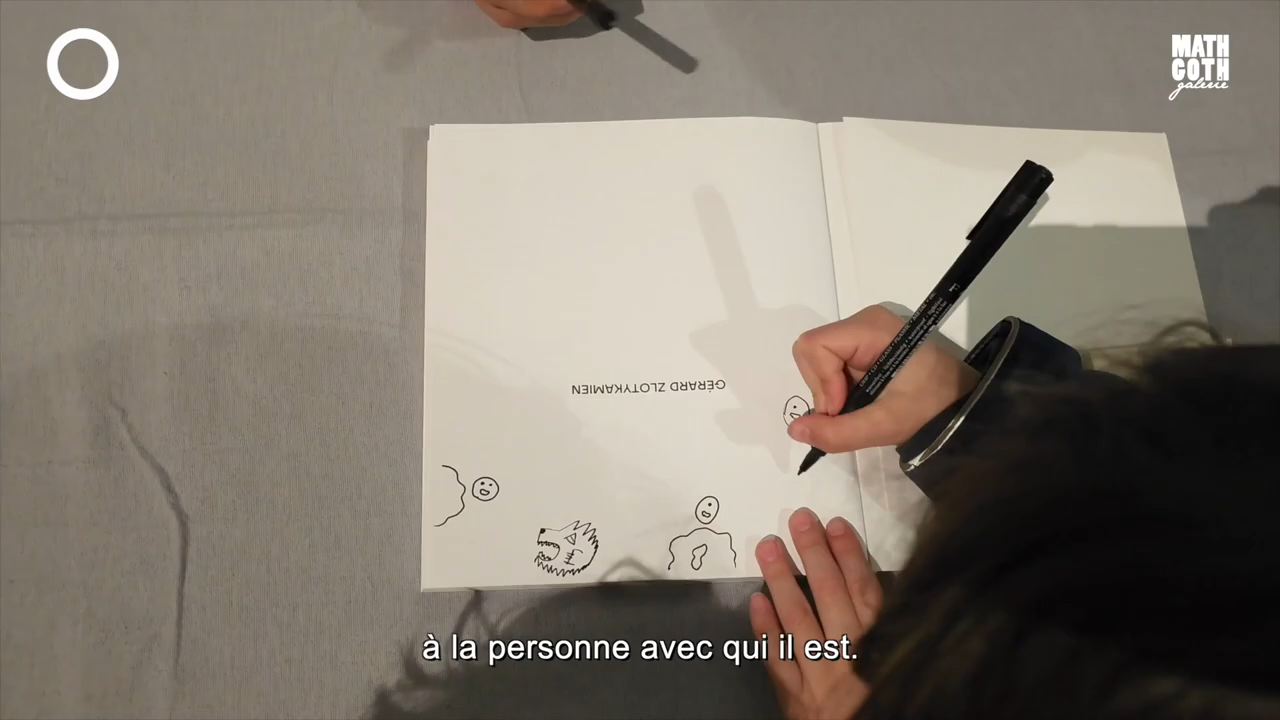 MATH
GOTH
galerie
GÉRARD ZLOTYKAMIEN
à la personne avec qui il est.